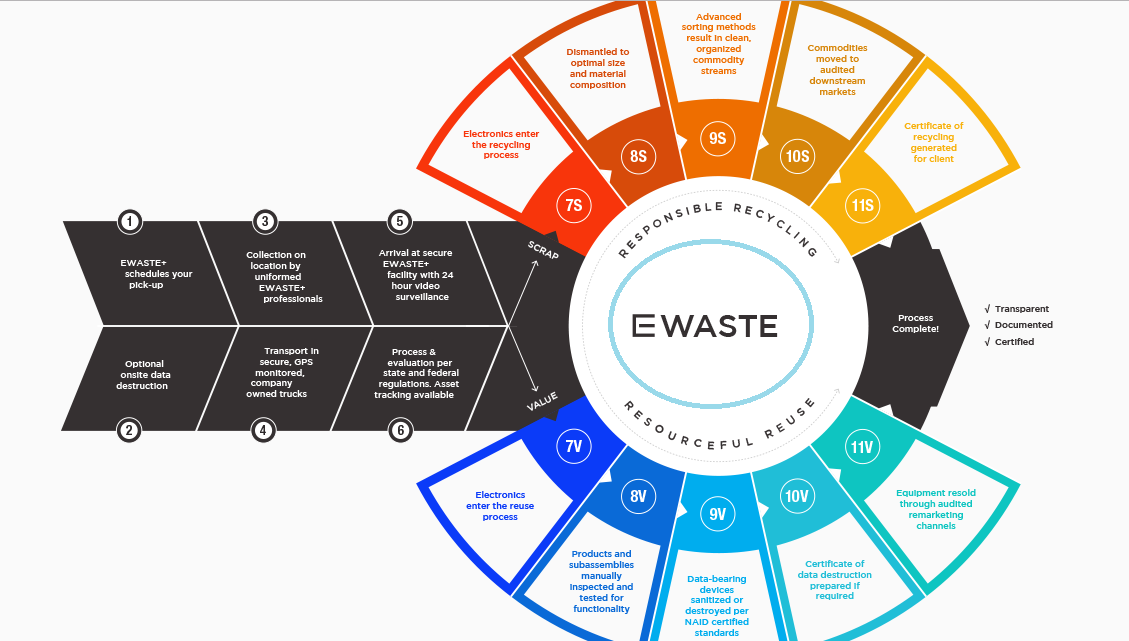 1
EWASTE+
schedules your
pick-up
2
Optional
onsite data
destruction
3
Collection on
location by
uniformed
EWASTE+
professionals
4
Transport in
secure, GPS
monitored,
company
owned trucks
5
Arrival at secure
EWASTE+
facility with 24
hour video
surveillance
6
Process &
evaluation per
state and federal
regulations. Asset
tracking available
SCRAP
VALUE
7S
Electronics enter
the recycling
process
8S
Dismantled to
optimal size
and material
composition
9S
Advanced
sorting methods
result in clean,
organized
commodity
streams
10S
Commodities
moved to
audited
downstream
markets
11S
Certificate of
recycling
generated
for client
RESPONSIBLE RECYCLING
EWASTE
RESOURCEFUL REUSE
7V
Electronics
enter the reuse
process
8V
Products and
subassemblies
manually
inspected and
tested for
functionality
9V
Data-bearing
devices
sanitized or
destroyed per
NAID certified
standards
10V
Certificate of
data destruction
prepared if
required
11V
Equipment resold
through audited
remarketing
channels
Process
Complete!
√ Transparent
√ Documented
√ Certified